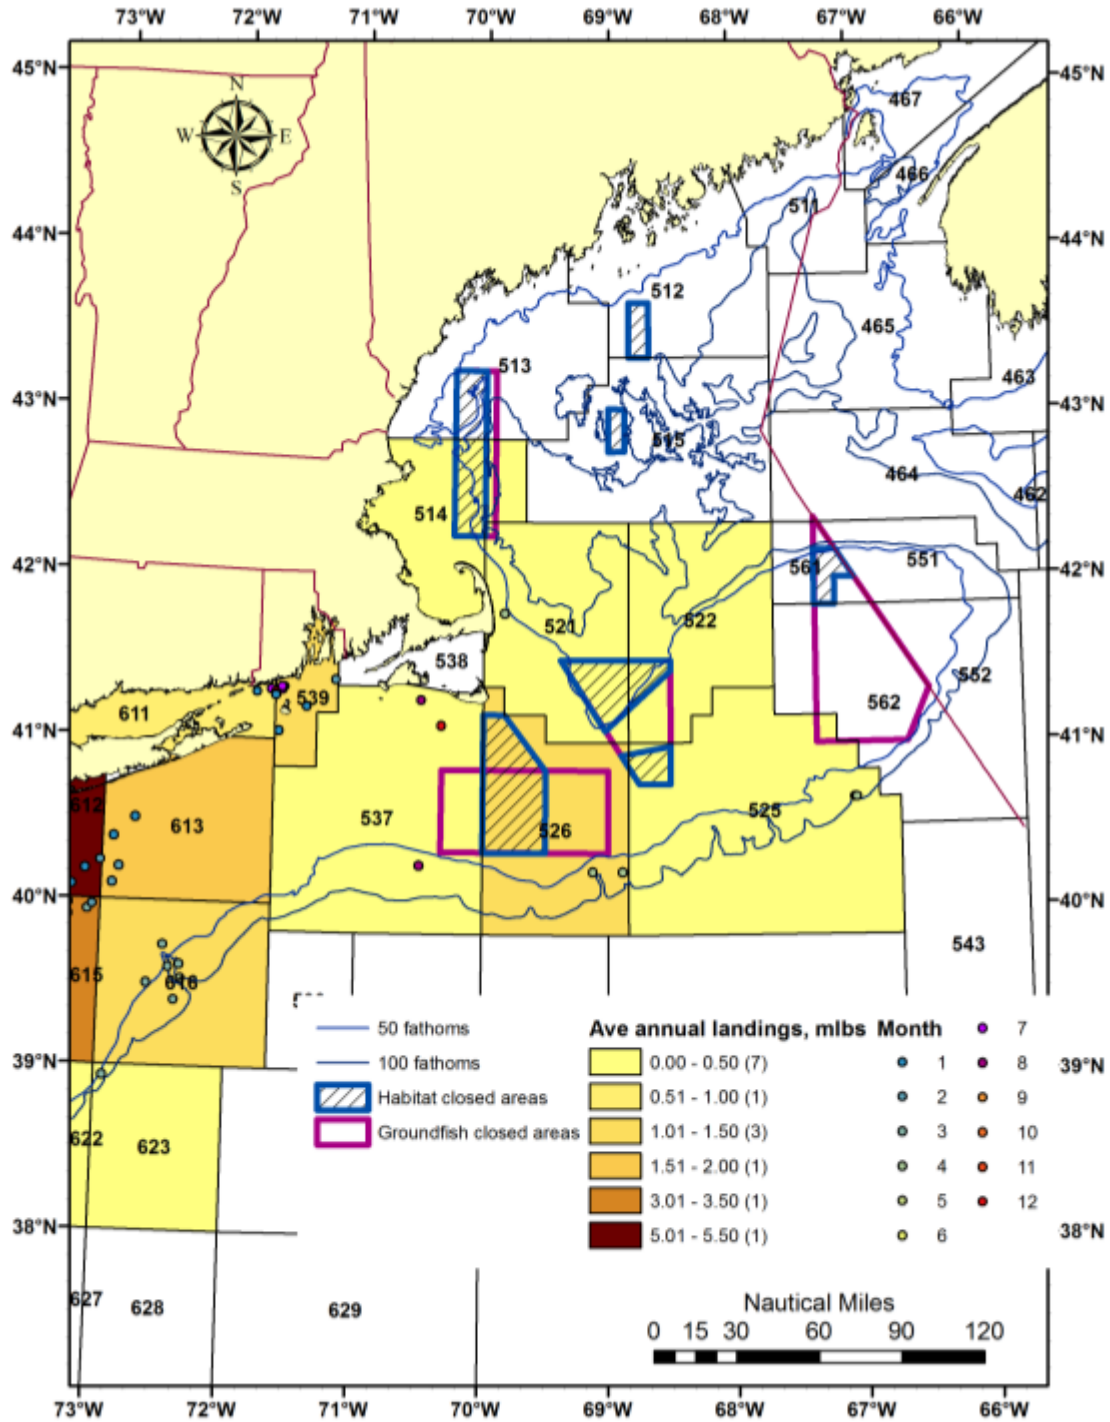 73°W 72°W 71°W 70°W 69°W 68°W 67°W 66°W
45°N 45°N
N
W E
S
467
466
511
44°N 44°N
512
465
513
463
43°N 43°N
515
464
462
514
42°N 42°N
561 551
521 522
538
552
539
611
562
41°N 41°N
612
613 537 526 525
40°N 40°N
543
615 616
50 fathoms
100 fathoms
Habitat closed areas
Groundfish closed areas
Ave annual landings, mlbs
0.00 - 0.50 (7)
0.51 - 1.00 (1)
1.01 - 1.50 (3)
1.51 - 2.00 (1)
3.01 - 3.50 (1)
5.01 - 5.50 (1)
Month
1
2
3
4
5
6
7
8
9
10
11
12
39°N 39°N
622 623
38°N 38°N
627 628 629
Nautical Miles
0 15 30 60 90 120
73°W 72°W 71°W 70°W 69°W 68°W 67°W 66°W